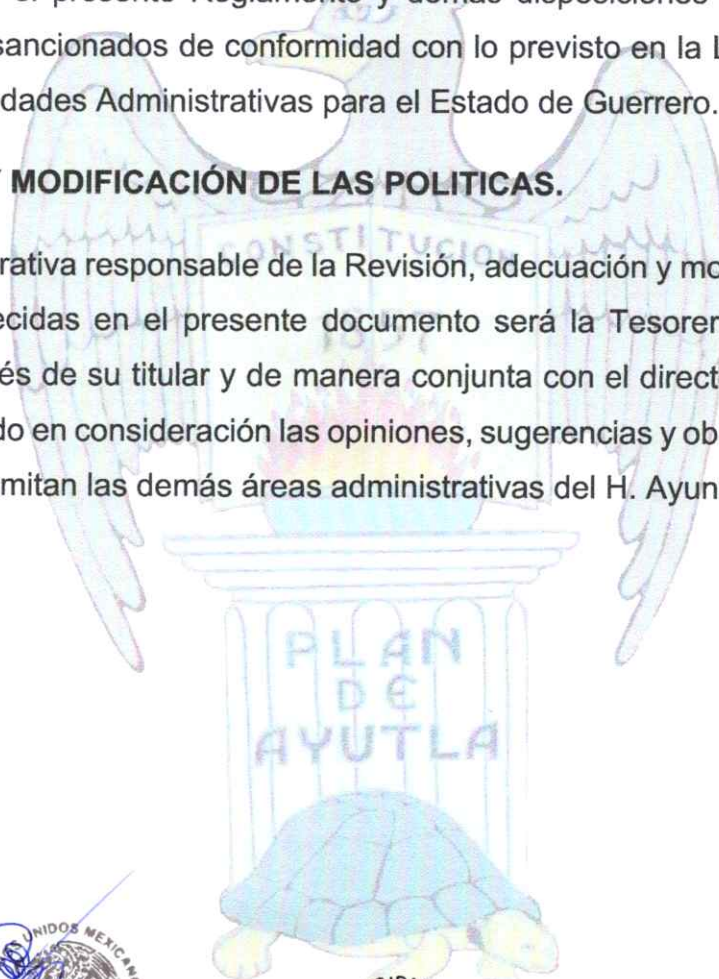 el presente Reglamento y demás disposiciones
sancionados de conformidad con lo previsto en la L
dades Administrativas para el Estado de Guerrero.
MODIFICACIÓN DE LAS POLITICAS.
rativa responsable de la Revisión, adecuación y mo
ecidas en el presente documento será la Tesorer
és de su titular y de manera conjunta con el direct
do en consideración las opiniones, sugerencias y ob
mitan las demás áreas administrativas del H. Ayun
CONSTITUCION
1857
PLAN
DE
AYUTLA
UNIDOS MEXICAN